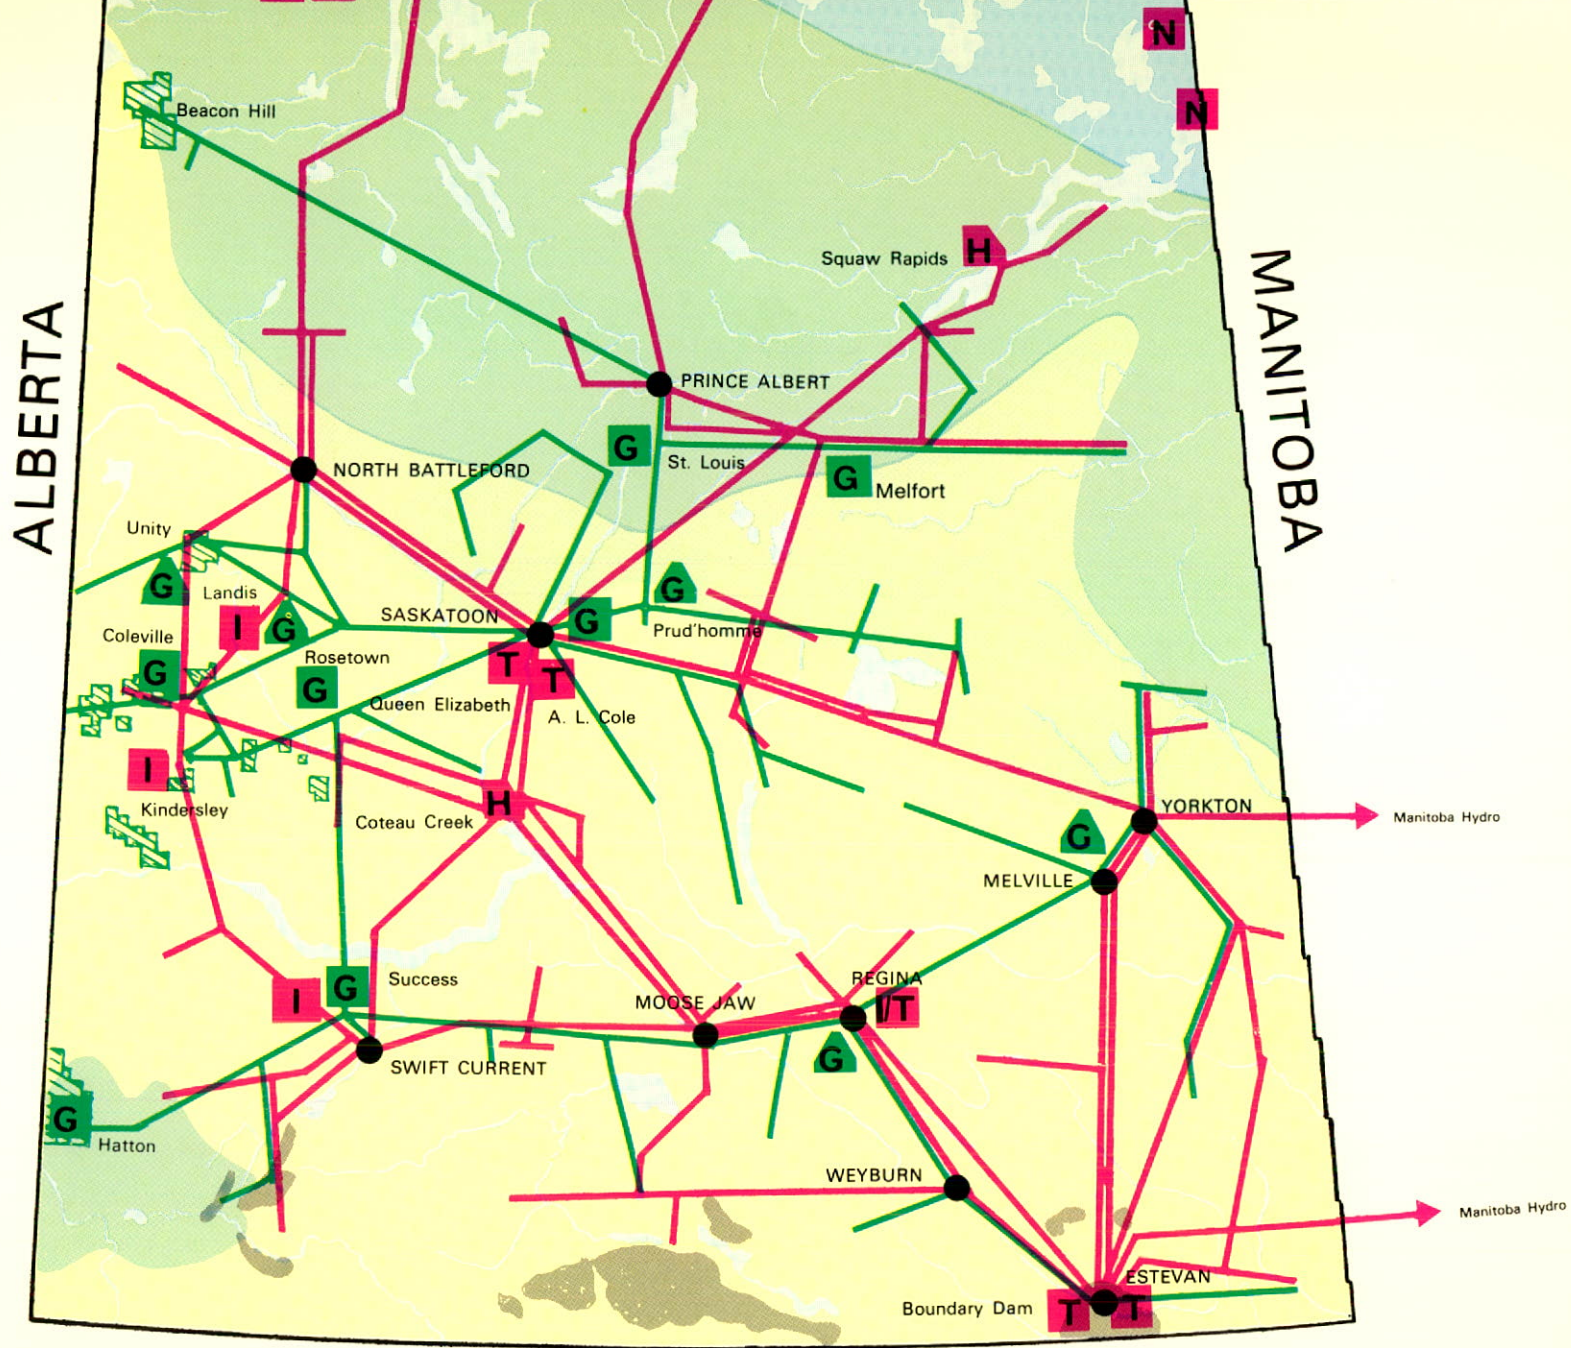 N
Beacon Hill
N
Squaw Rapids
H
ALBERTA
MANITOBA
PRINCE ALBERT
G
St. Louis
NORTH BATTLEFORD
G
Melfort
Unity
G
Landis
G
SASKATOON
G
I
G
Coleville
Prud'homme
Rosetown
G
T
T
G
Queen Elizabeth
A. L. Cole
I
Kindersley
H
Coteau Creek
YORKTON
Manitoba Hydro
G
MELVILLE
Success
G
I
REGINA
MOOSE JAW
I/T
G
SWIFT CURRENT
G
Hatton
WEYBURN
Manitoba Hydro
ESTEVAN
Boundary Dam
T
T